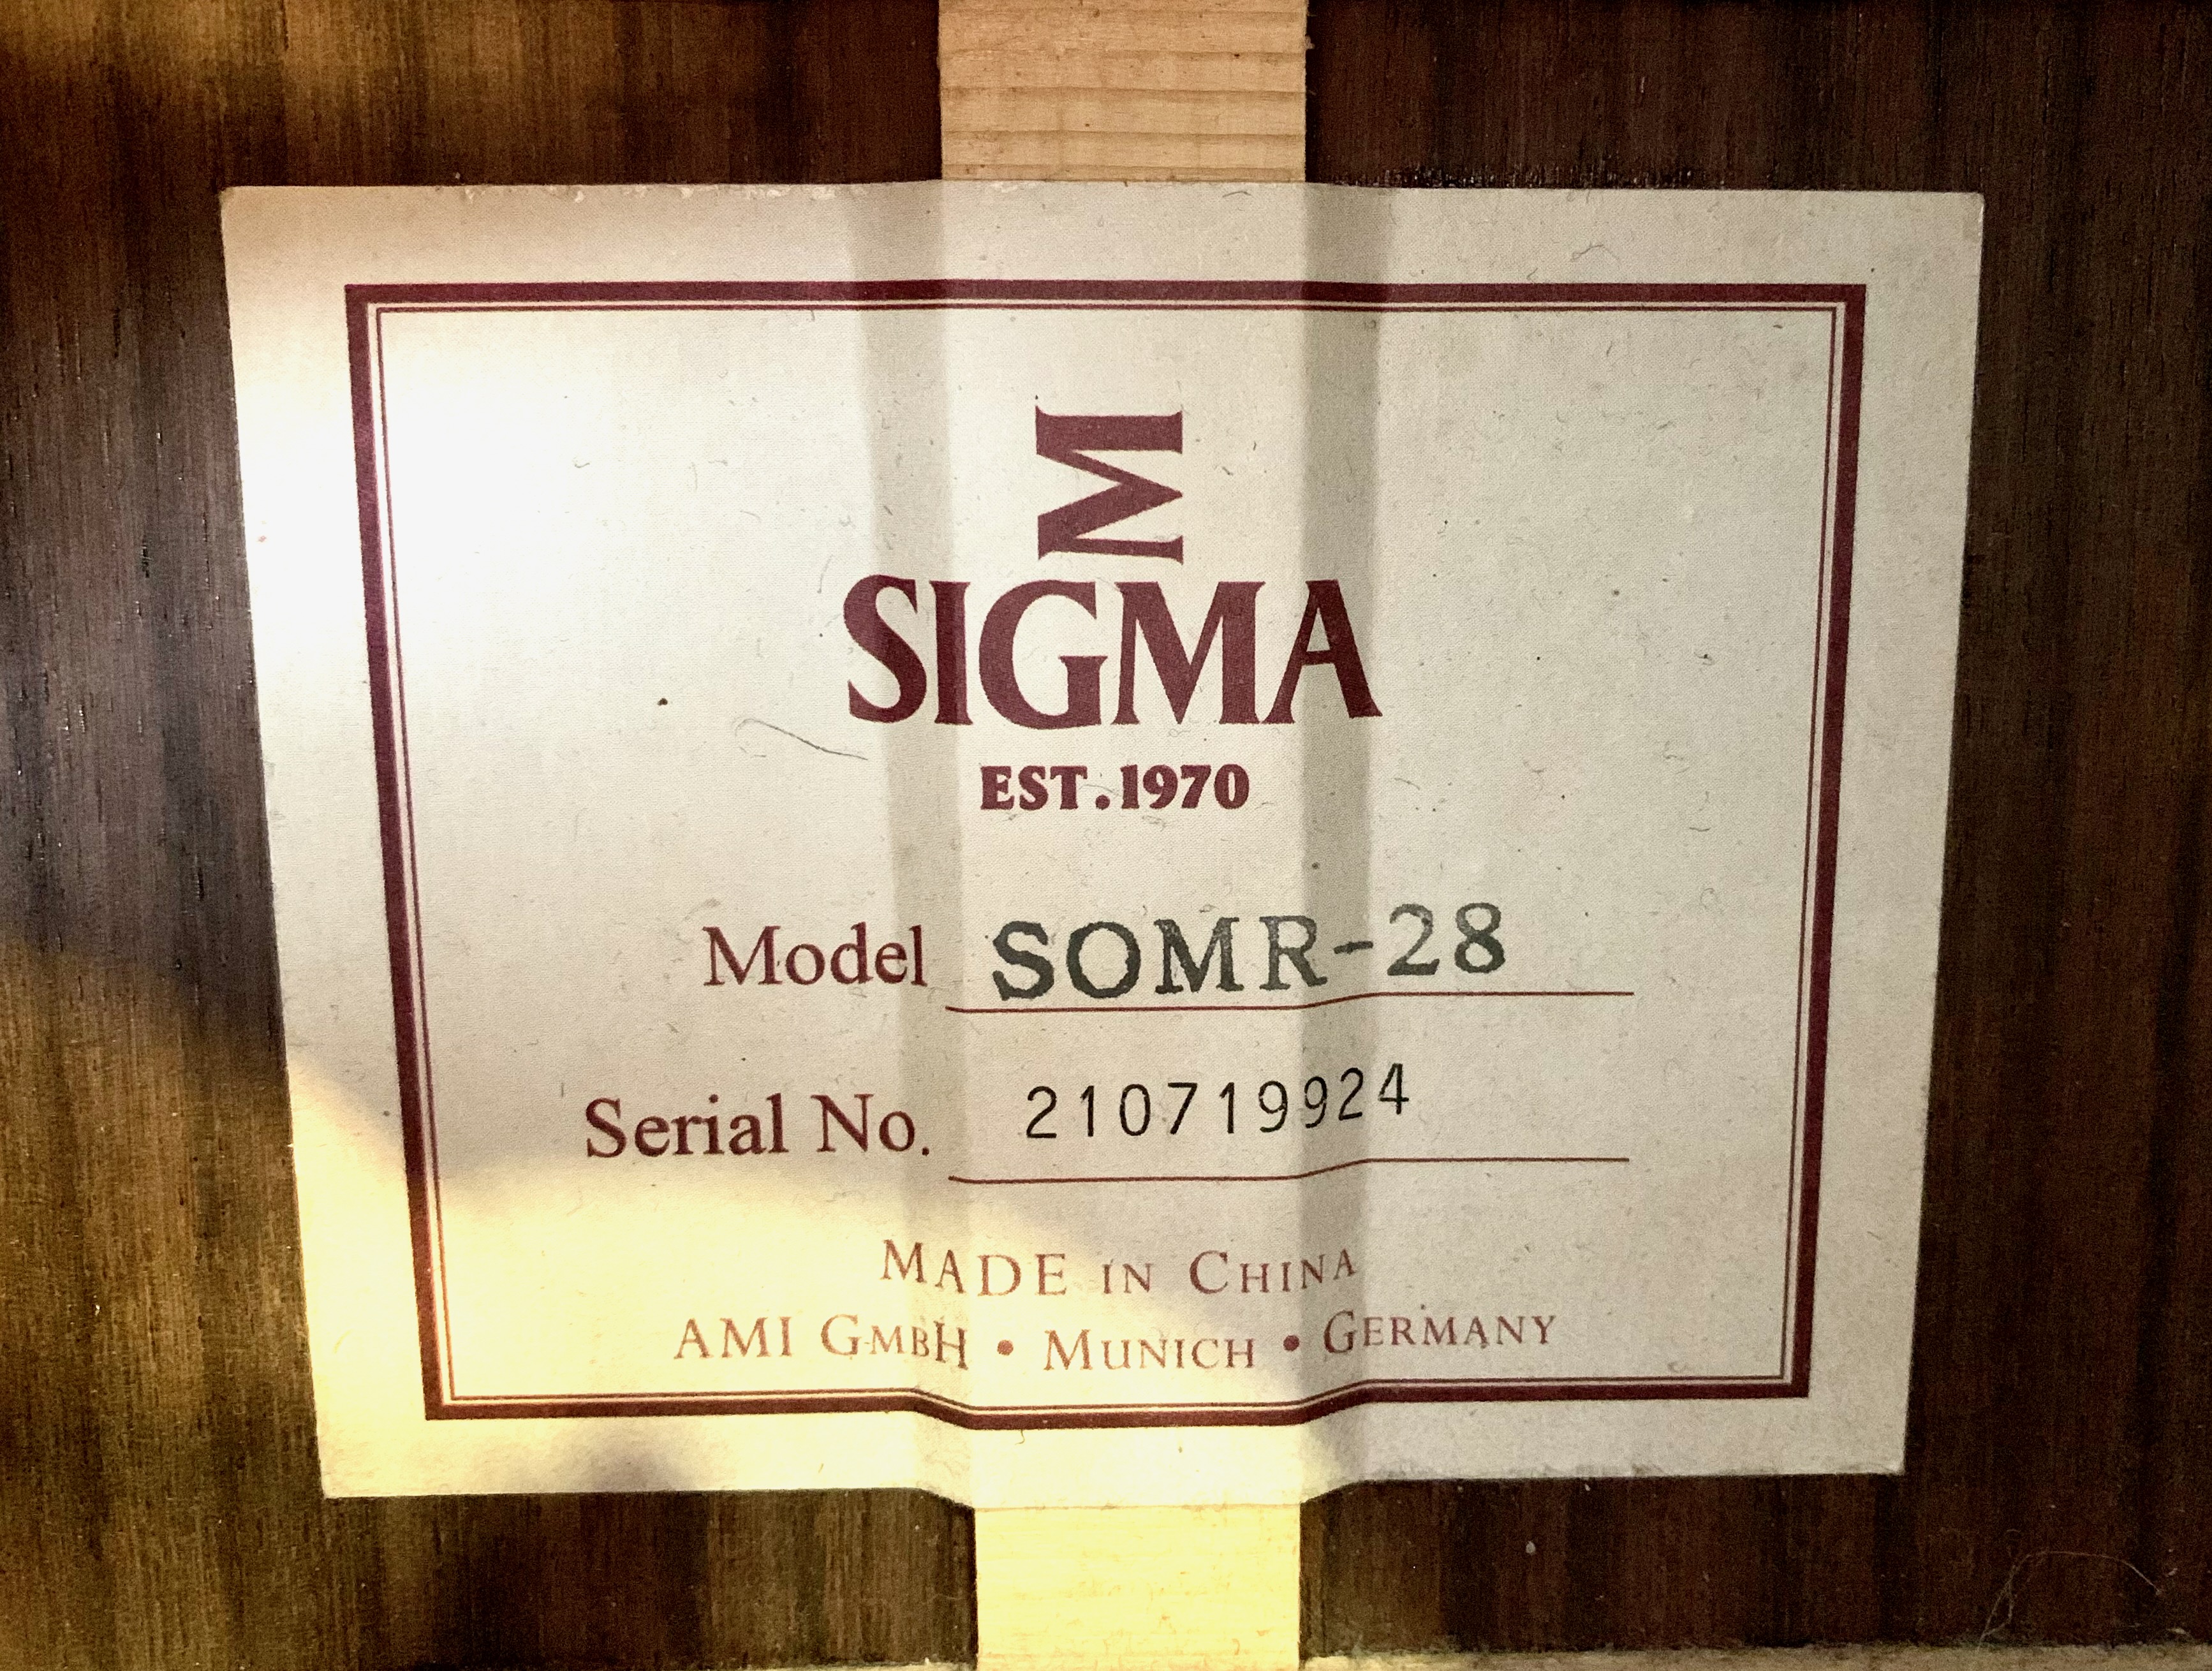 Σ
SIGMA
EST. 1970
Model SOMR-28
Serial No. 210719924
MADE IN CHINA
AMI GMBH • MUNICH • GERMANY